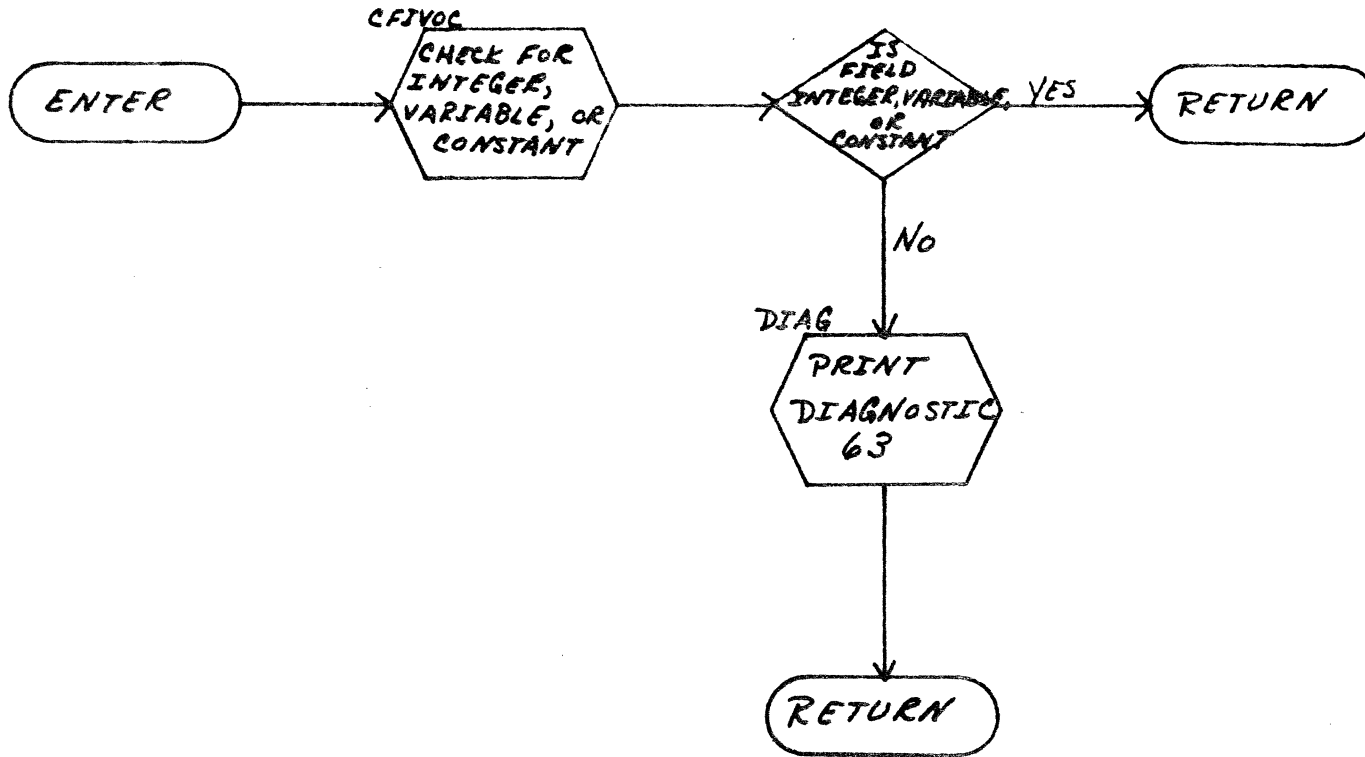 CFIVOC
ENTER
CHECK FOR
INTEGER,
VARIABLE, OR
CONSTANT
IS
FIELD
INTEGER, VARIABLE,
OR
CONSTANT
YES
RETURN
NO
DIAG
PRINT
DIAGNOSTIC
63
RETURN